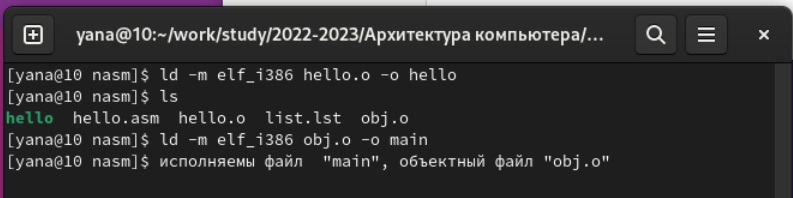 yana@10:~/work/study/2022-2023/Архитектура компьютера/...
[yana@10 nasm]$ ld -m elf_i386 hello.o -o hello
[yana@10 nasm]$ ls
hello  hello.asm  hello.o  list.lst  obj.o
[yana@10 nasm]$ ld -m elf_i386 obj.o -o main
[yana@10 nasm]$ исполняемы файл  "main", объектный файл "obj.o"